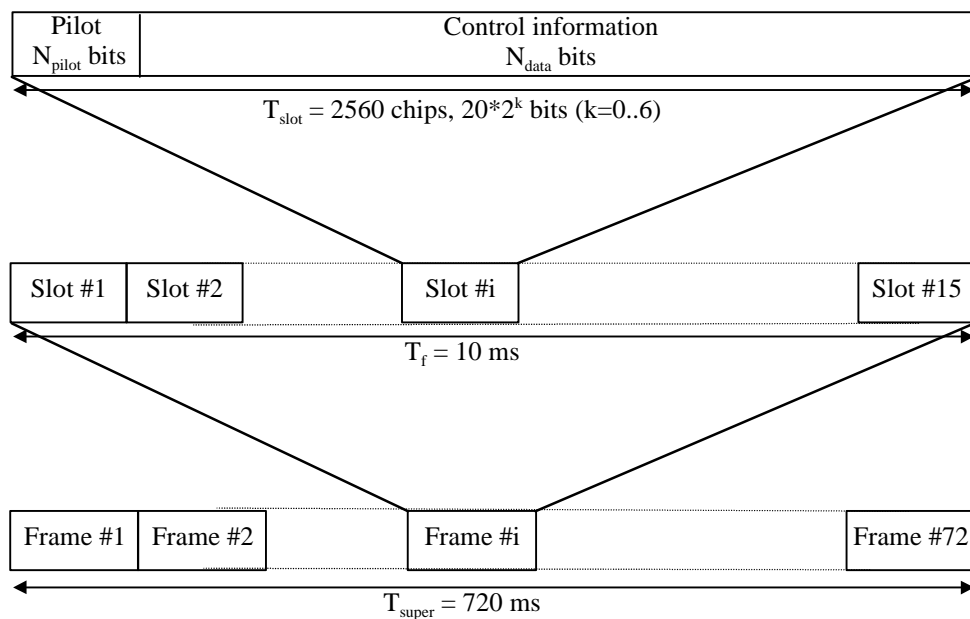 Pilot
N_pilot bits
Control information
N_data bits
T_slot = 2560 chips, 20*2^k bits (k=0..6)
Slot #1 Slot #2 Slot #i Slot #15
T_f = 10 ms
Frame #1 Frame #2 Frame #i Frame #72
T_super = 720 ms